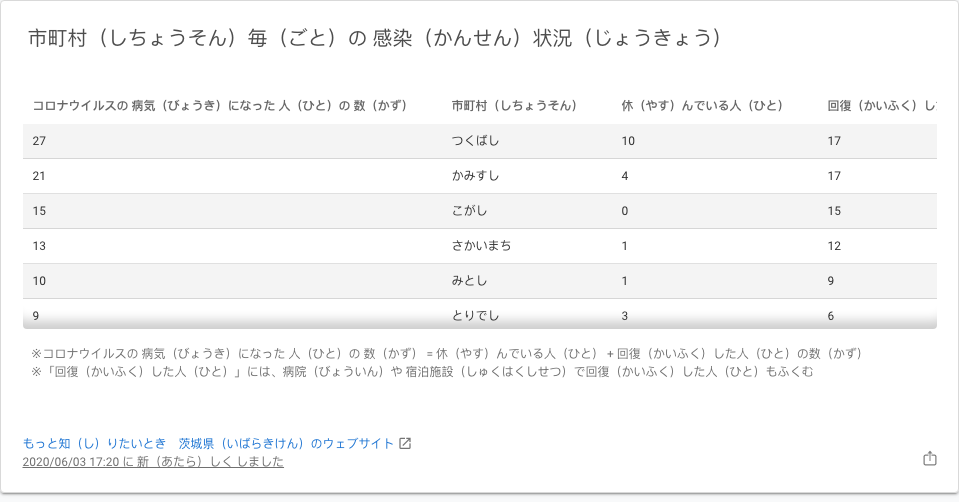 市町村（しちょうそん）毎（ごと）の 感染（かんせん）状況（じょうきょう）
コロナウイルスの 病気（びょうき）になった 人（ひと）の 数（かず） 市町村（しちょうそん） 休（やす）んでいる人（ひと） 回復（かいふく）し
27 つくばし 10 17
21 かみすし 4 17
15 こがし 0 15
13 さかいまち 1 12
10 みとし 1 9
9 とりでし 3 6
※コロナウイルスの 病気（びょうき）になった 人（ひと）の 数（かず） = 休（やす）んでいる人（ひと） + 回復（かいふく）した人（ひと）の数（かず）
※「回復（かいふく）した人（ひと）」には、病院（びょういん）や 宿泊施設（しゅくはくしせつ）で回復（かいふく）した人（ひと）もふくむ
もっと知（し）りたいとき　茨城県（いばらきけん）のウェブサイト
2020/06/03 17:20 に 新（あたら）しく しました